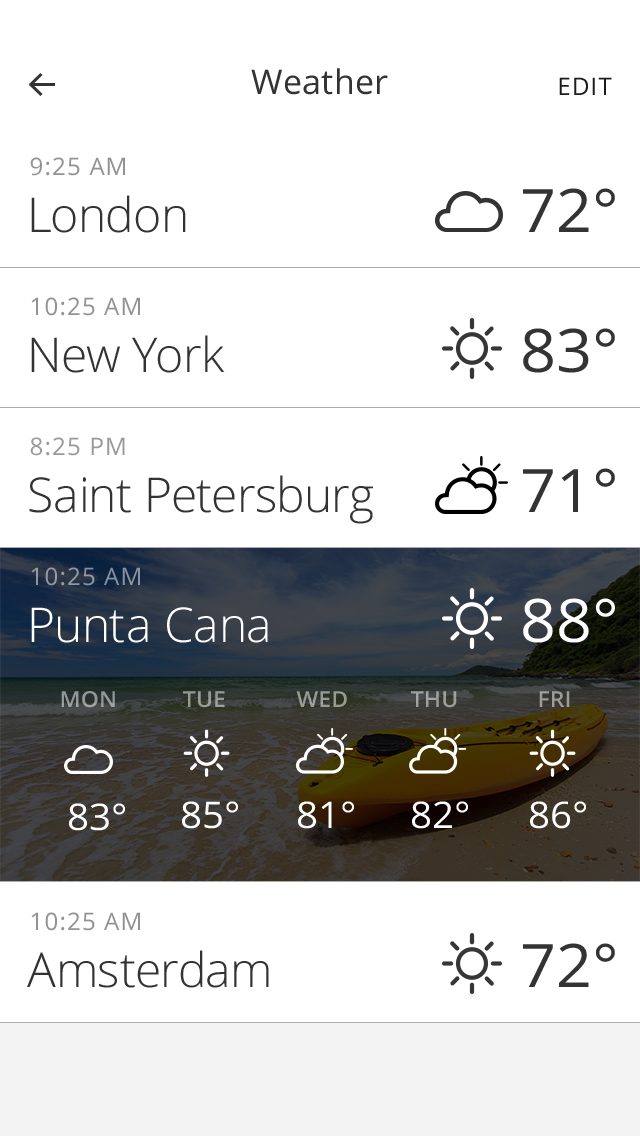 Weather
EDIT
9:25 AM
London
72°
10:25 AM
New York
83°
8:25 PM
Saint Petersburg
71°
10:25 AM
Punta Cana
88°
MON TUE WED THU FRI
83° 85° 81° 82° 86°
10:25 AM
Amsterdam
72°